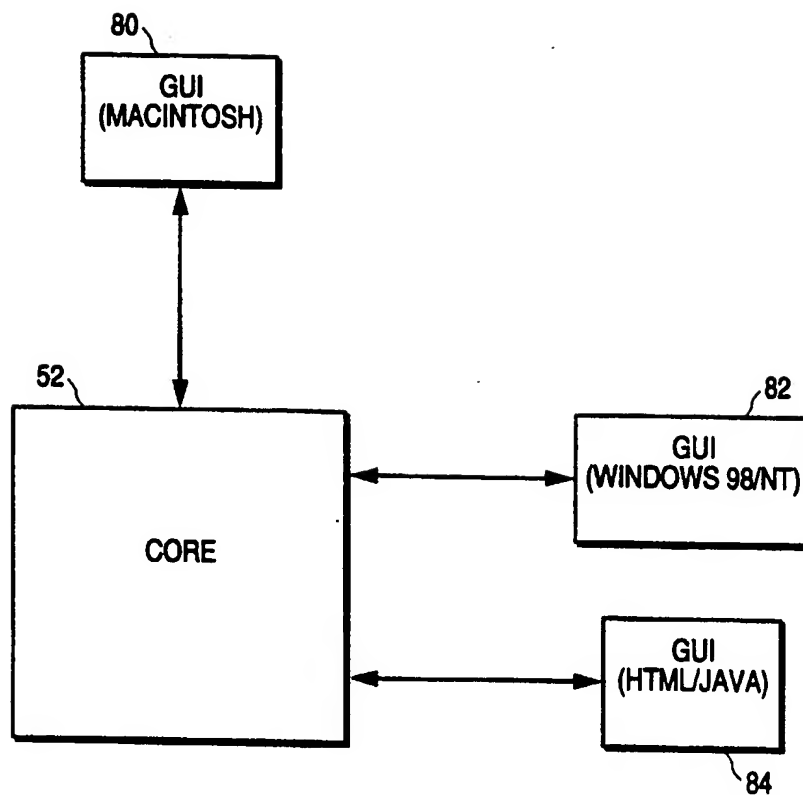 80
GUI
(MACINTOSH)
52
CORE
82
GUI
(WINDOWS 98/NT)
GUI
(HTML/JAVA)
84